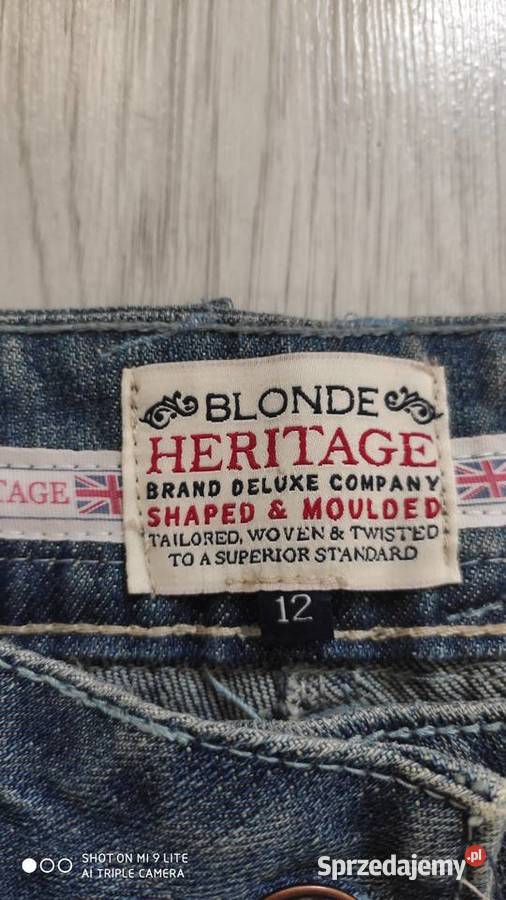 BLONDE
HERITAGE
BRAND DELUXE COMPANY
SHAPED & MOULDED
TAILORED, WOVEN & TWISTED
TO A SUPERIOR STANDARD
TAGE
12
SHOT ON MI 9 LITE
AI TRIPLE CAMERA
Sprzedajemy.pl